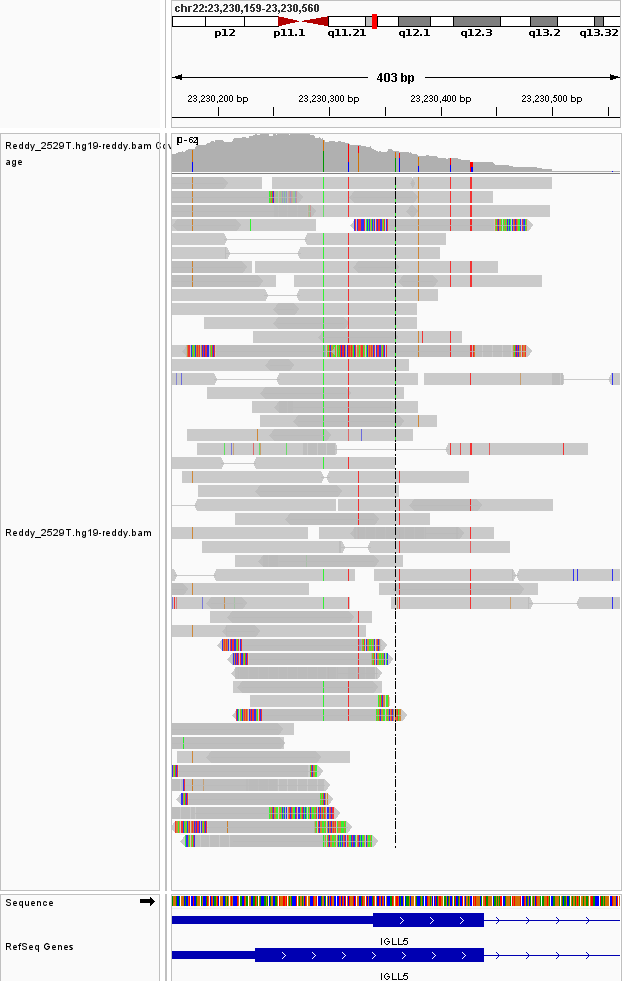 chr22:23,230,159-23,230,560
p12 p11.1 q11.21 q12.1 q12.3 q13.2 q13.32
403 bp
23,230,200 bp 23,230,300 bp 23,230,400 bp 23,230,500 bp
Reddy_2529T.hg19-reddy.bam Cov
age
[0-62]
Reddy_2529T.hg19-reddy.bam
Sequence
IGLL5
RefSeq Genes
IGLL5